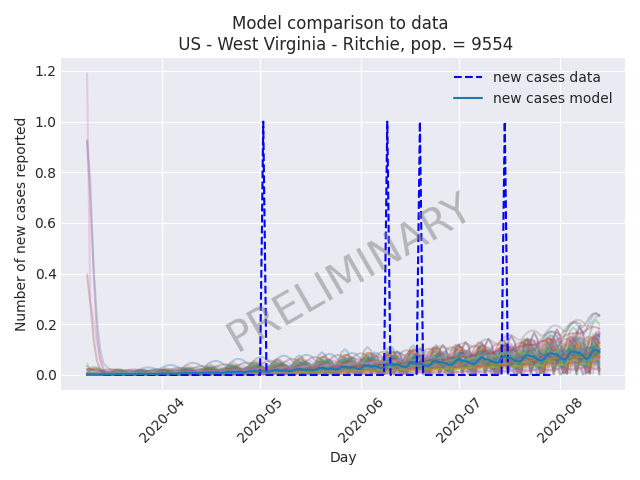 Model comparison to data
US - West Virginia - Ritchie, pop. = 9554
new cases data
new cases model
Number of new cases reported
1.2
1.0
0.8
0.6
0.4
0.2
0.0
PRELIMINARY
2020-04
2020-05
2020-06
2020-07
2020-08
Day